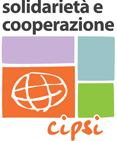 solidarietà e
cooperazione
cipsi